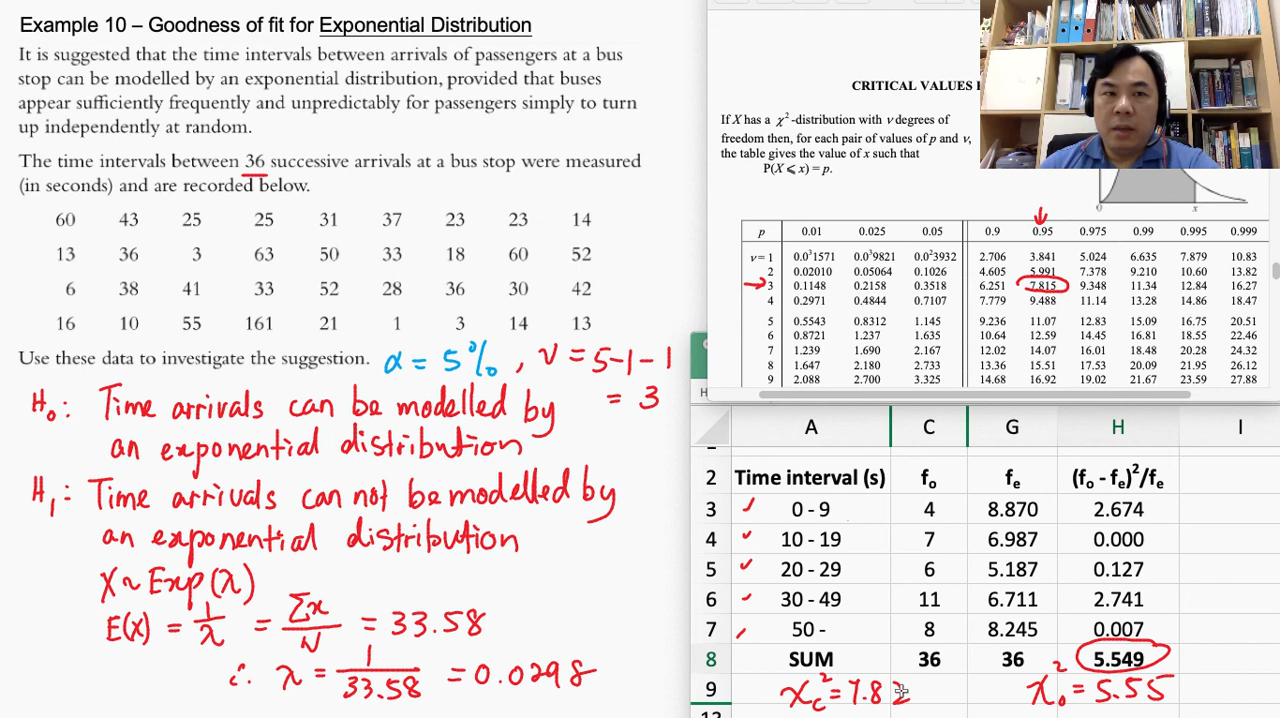 Example 10 – Goodness of fit for Exponential Distribution
It is suggested that the time intervals between arrivals of passengers at a bus
stop can be modelled by an exponential distribution, provided that buses
appear sufficiently frequently and unpredictably for passengers simply to turn
up independently at random.
The time intervals between 36 successive arrivals at a bus stop were measured
(in seconds) and are recorded below.
60 43 25 25 31 37 23 23 14
13 36 3 63 50 33 18 60 52
6 38 41 33 52 28 36 30 42
16 10 55 161 21 1 3 14 13
Use these data to investigate the suggestion. α = 5%, ν = 5-1-1
= 3
H₀: Time arrivals can be modelled by
an exponential distribution
H₁: Time arrivals can not be modelled by
an exponential distribution
X ~ Exp(λ)
E(x) = 1/λ = Σx/N = 33.58
∴ λ = 1/33.58 = 0.0298
CRITICAL VALUES
If X has a χ²-distribution with ν degrees of
freedom then, for each pair of values of p and ν,
the table gives the value of x such that
P(X ⩽ x) = p.
0 x
p 0.01 0.025 0.05 0.9 0.95 0.975 0.99 0.995 0.999
ν = 1 0.0³1571 0.0³9821 0.0²3932 2.706 3.841 5.024 6.635 7.879 10.83
2 0.02010 0.05064 0.1026 4.605 5.991 7.378 9.210 10.60 13.82
3 0.1148 0.2158 0.3518 6.251 7.815 9.348 11.34 12.84 16.27
4 0.2971 0.4844 0.7107 7.779 9.488 11.14 13.28 14.86 18.47
5 0.5543 0.8312 1.145 9.236 11.07 12.83 15.09 16.75 20.51
6 0.8721 1.237 1.635 10.64 12.59 14.45 16.81 18.55 22.46
7 1.239 1.690 2.167 12.02 14.07 16.01 18.48 20.28 24.32
8 1.647 2.180 2.733 13.36 15.51 17.53 20.09 21.95 26.12
9 2.088 2.700 3.325 14.68 16.92 19.02 21.67 23.59 27.88
A C G H I
2 Time interval (s) fₒ fₑ (fₒ - fₑ)²/fₑ
3 0 - 9 4 8.870 2.674
4 10 - 19 7 6.987 0.000
5 20 - 29 6 5.187 0.127
6 30 - 49 11 6.711 2.741
7 50 - 8 8.245 0.007
8 SUM 36 36 5.549
9 χc² = 7.82 χ₀² = 5.55